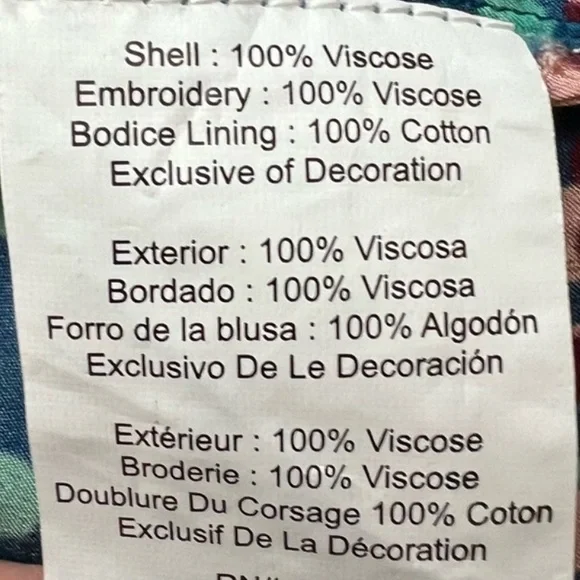 Shell : 100% Viscose
Embroidery : 100% Viscose
Bodice Lining : 100% Cotton
Exclusive of Decoration
Exterior : 100% Viscosa
Bordado : 100% Viscosa
Forro de la blusa : 100% Algodón
Exclusivo De Le Decoración
Extérieur : 100% Viscose
Broderie : 100% Viscose
Doublure Du Corsage 100% Coton
Exclusif De La Décoration